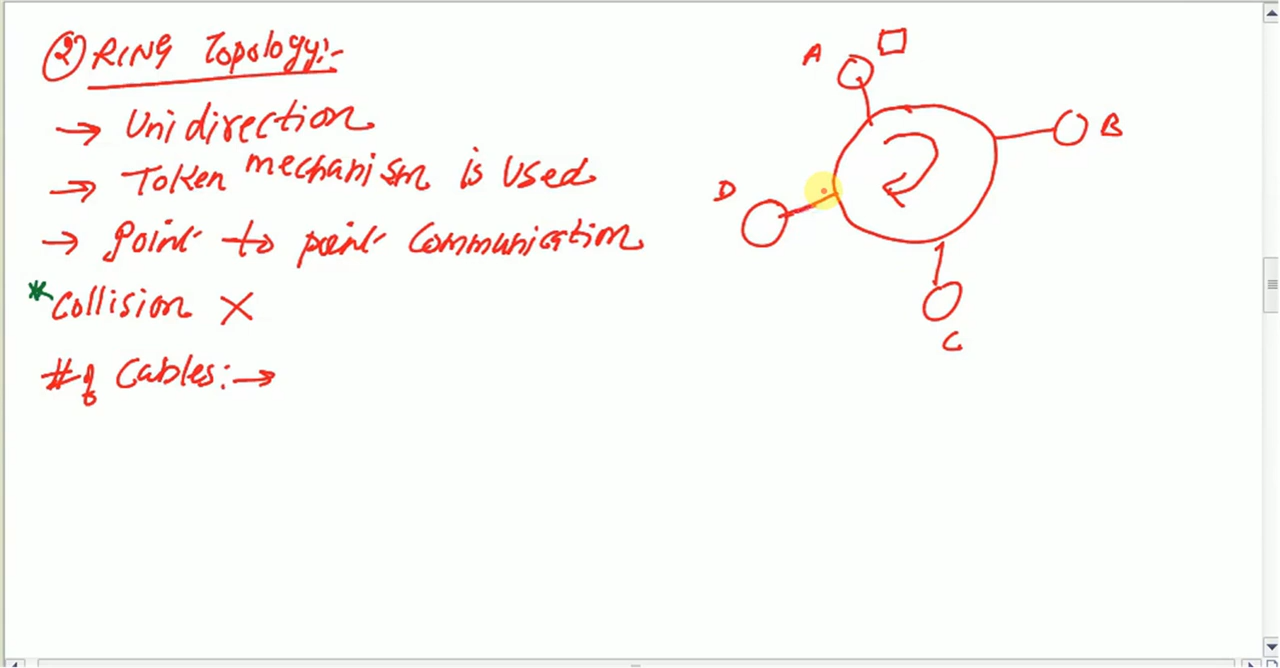 ② RING Topology:-
→ Unidirection
→ Token mechanism is Used
→ Point to point Communication
* Collision ×
# of Cables: →
A
B
D
C